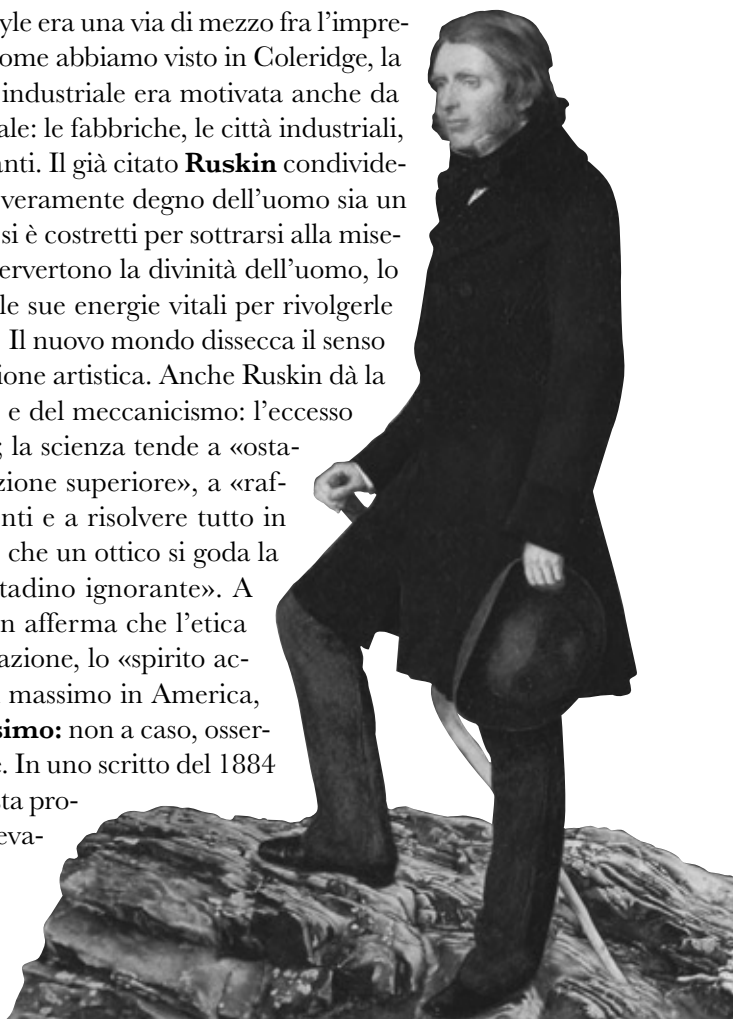 yle era una via di mezzo fra l’impre-
ome abbiamo visto in Coleridge, la
industriale era motivata anche da
ale: le fabbriche, le città industriali,
anti. Il già citato Ruskin condivide-
veramente degno dell’uomo sia un
si è costretti per sottrarsi alla mise-
ervertono la divinità dell’uomo, lo
le sue energie vitali per rivolgerle
Il nuovo mondo dissecca il senso
ione artistica. Anche Ruskin dà la
e del meccanicismo: l’eccesso
; la scienza tende a «osta-
zione superiore», a «raf-
nti e a risolvere tutto in
che un ottico si goda la
tadino ignorante». A
n afferma che l’etica
azione, lo «spirito ac-
massimo in America,
simo: non a caso, osser-
e. In uno scritto del 1884
sta pro-
eva-